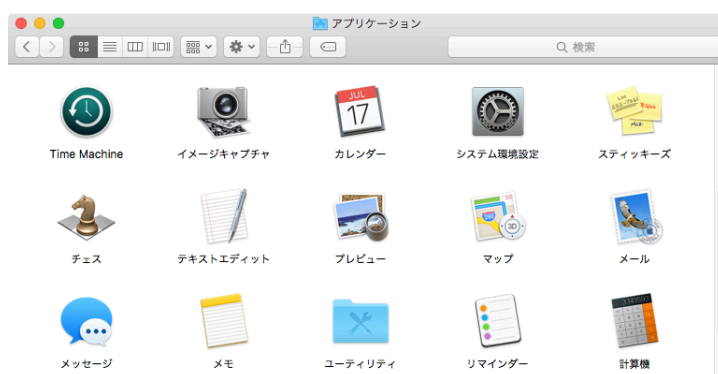 アプリケーション
検索
JUL
17
Time Machine
イメージキャプチャ
カレンダー
システム環境設定
スティッキーズ
3D
チェス
テキストエディット
プレビュー
マップ
メール
メッセージ
メモ
ユーティリティ
リマインダー
計算機